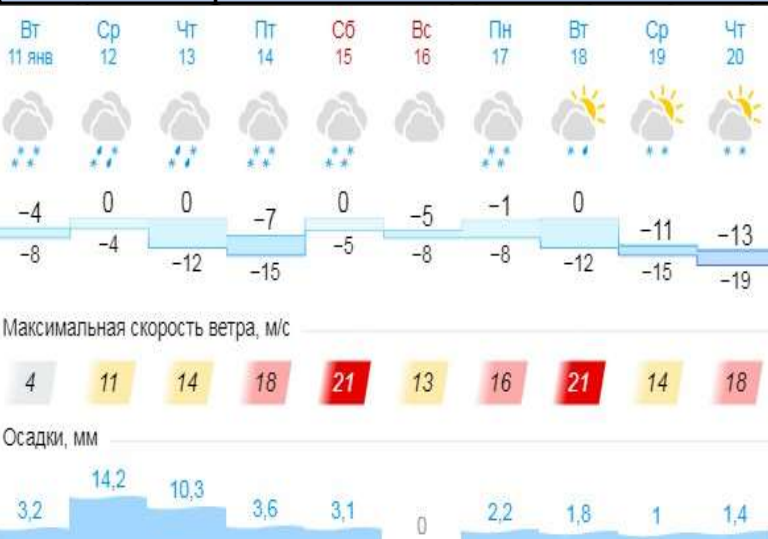 Вт Ср Чт Пт Сб Вс Пн Вт Ср Чт
11 янв 12 13 14 15 16 17 18 19 20
−4 0 0 −7 0 −5 −1 0 −11 −13
−8 −4 −12 −15 −5 −8 −8 −12 −15 −19
Максимальная скорость ветра, м/с
4 11 14 18 21 13 16 21 14 18
Осадки, мм
3,2 14,2 10,3 3,6 3,1 0 2,2 1,8 1 1,4